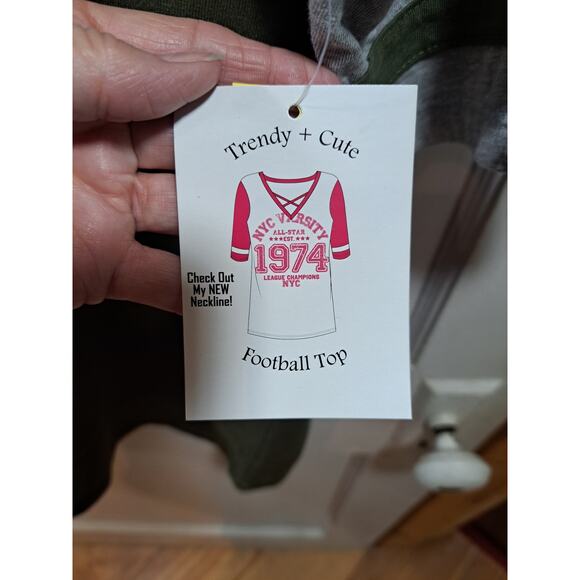 Trendy + Cute
NYC VARSITY
ALL-STAR
★★★EST.★★★
1974
LEAGUE CHAMPIONS
NYC
Check Out
My NEW
Neckline!
Football Top